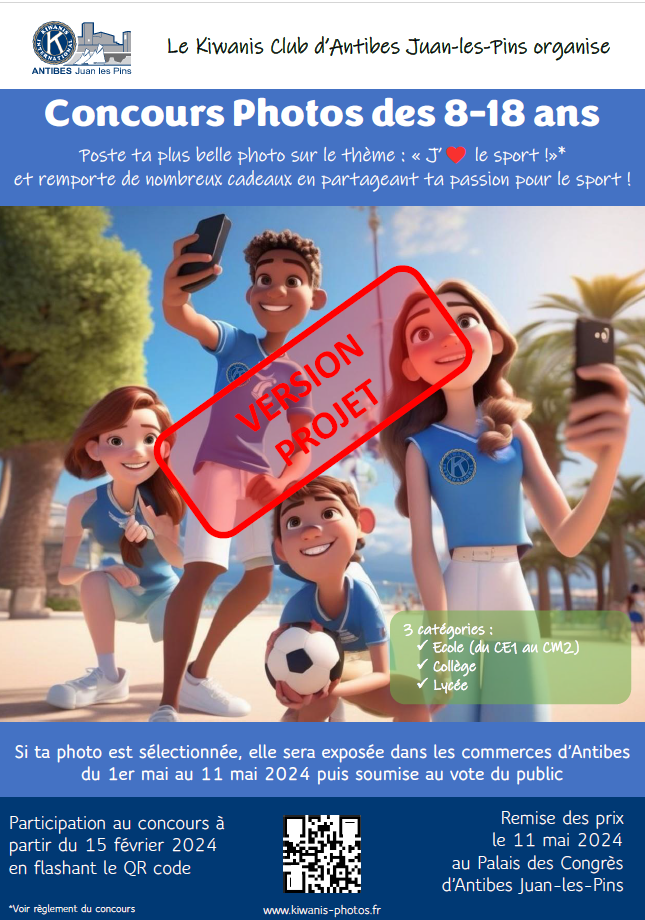 KIWANIS
INTERNATIONAL
ANTIBES Juan les Pins
Le Kiwanis Club d'Antibes Juan-les-Pins organise
Concours Photos des 8-18 ans
Poste ta plus belle photo sur le thème : « J'❤ le sport !»*
et remporte de nombreux cadeaux en partageant ta passion pour le sport !
VERSION
PROJET
K
3 catégories :
✓ Ecole (du CE1 au CM2)
✓ Collège
✓ Lycée
Si ta photo est sélectionnée, elle sera exposée dans les commerces d'Antibes
du 1er mai au 11 mai 2024 puis soumise au vote du public
Participation au concours à
partir du 15 février 2024
en flashant le QR code
*Voir règlement du concours
www.kiwanis-photos.fr
Remise des prix
le 11 mai 2024
au Palais des Congrès
d'Antibes Juan-les-Pins